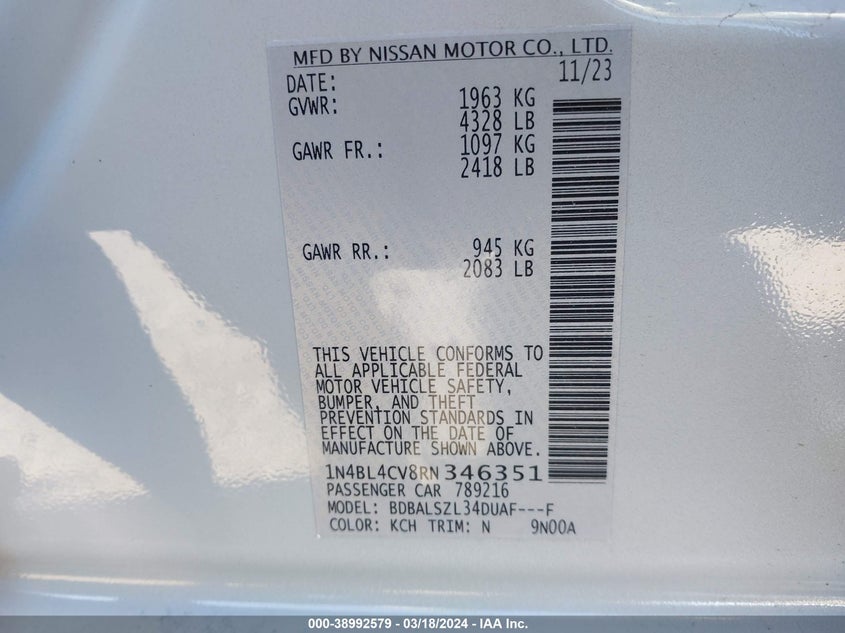 MFD BY NISSAN MOTOR CO., LTD.
DATE: 11/23
GVWR: 1963 KG
4328 LB
GAWR FR.: 1097 KG
2418 LB
GAWR RR.: 945 KG
2083 LB
THIS VEHICLE CONFORMS TO
ALL APPLICABLE FEDERAL
MOTOR VEHICLE SAFETY,
BUMPER, AND THEFT
PREVENTION STANDARDS IN
EFFECT ON THE DATE OF
MANUFACTURE SHOWN ABOVE.
1N4BL4CV8RN346351
PASSENGER CAR 789216
MODEL: BDBALSZL34DUAF---F
COLOR: KCH TRIM: N 9N00A
000-38992579 / 03/18/2024 - IAA Inc.